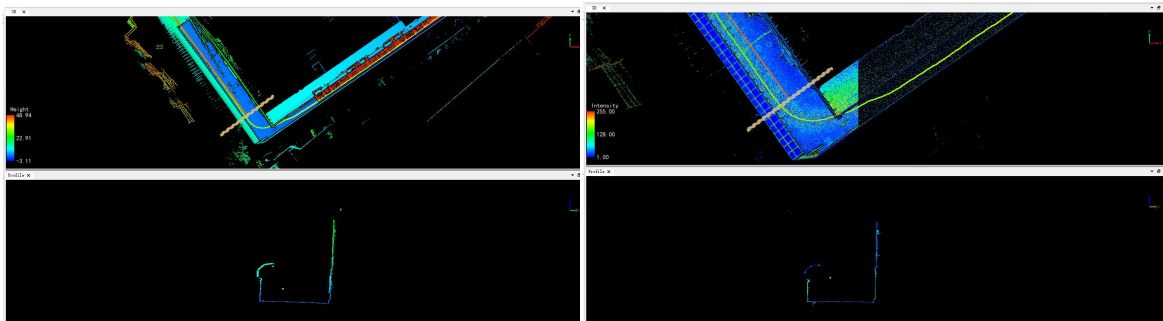 3D ×
3D ×
Height
48.94
22.91
-3.11
Intensity
255.00
128.00
1.00
Profile ×
Profile ×